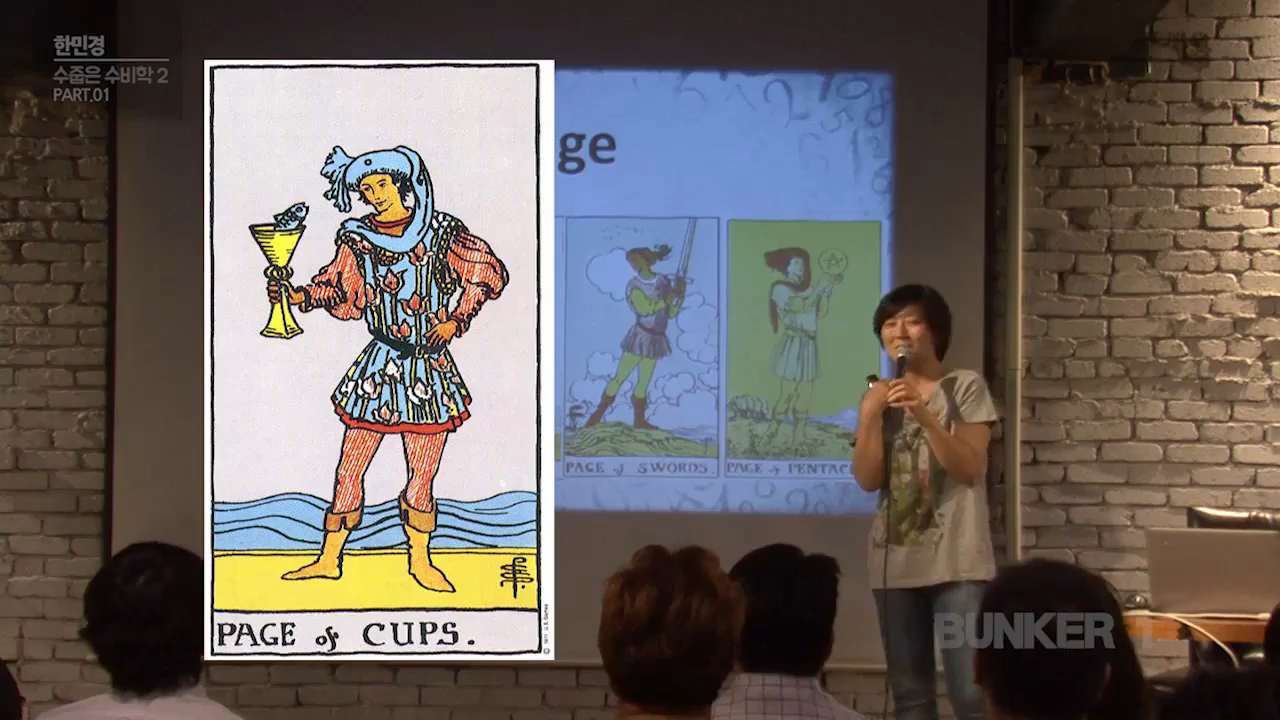 한민경
수줍은 수비학 2
PART.01
ge
PAGE of CUPS.
PAGE of SWORDS.
PAGE of PENTAC
BUNKER 1